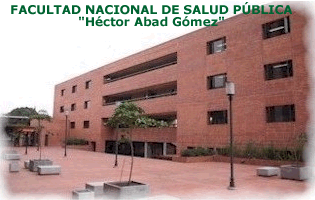 FACULTAD NACIONAL DE SALUD PÚBLICA
"Héctor Abad Gómez"